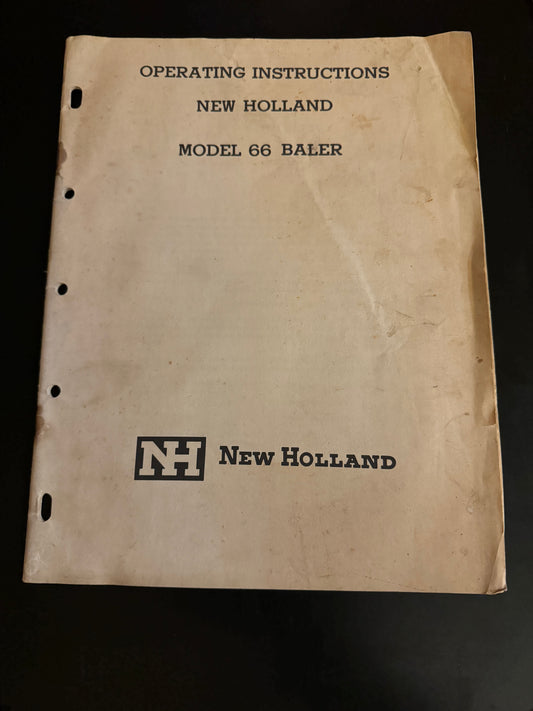 OPERATING INSTRUCTIONS
NEW HOLLAND
MODEL 66 BALER
NH NEW HOLLAND